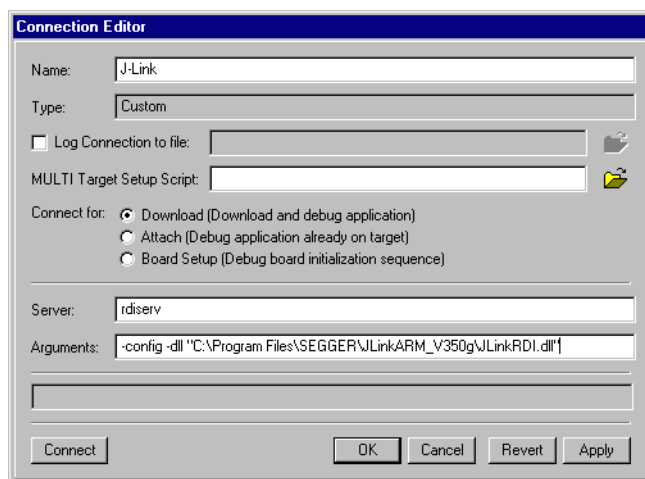 Connection Editor
Name: J-Link
Type: Custom
Log Connection to file:
MULTI Target Setup Script:
Connect for: Download (Download and debug application)
Attach (Debug application already on target)
Board Setup (Debug board initialization sequence)
Server: rdiserv
Arguments: -config -dll "C:\Program Files\SEGGER\JLinkARM_V350g\JLinkRDI.dll"
Connect OK Cancel Revert Apply